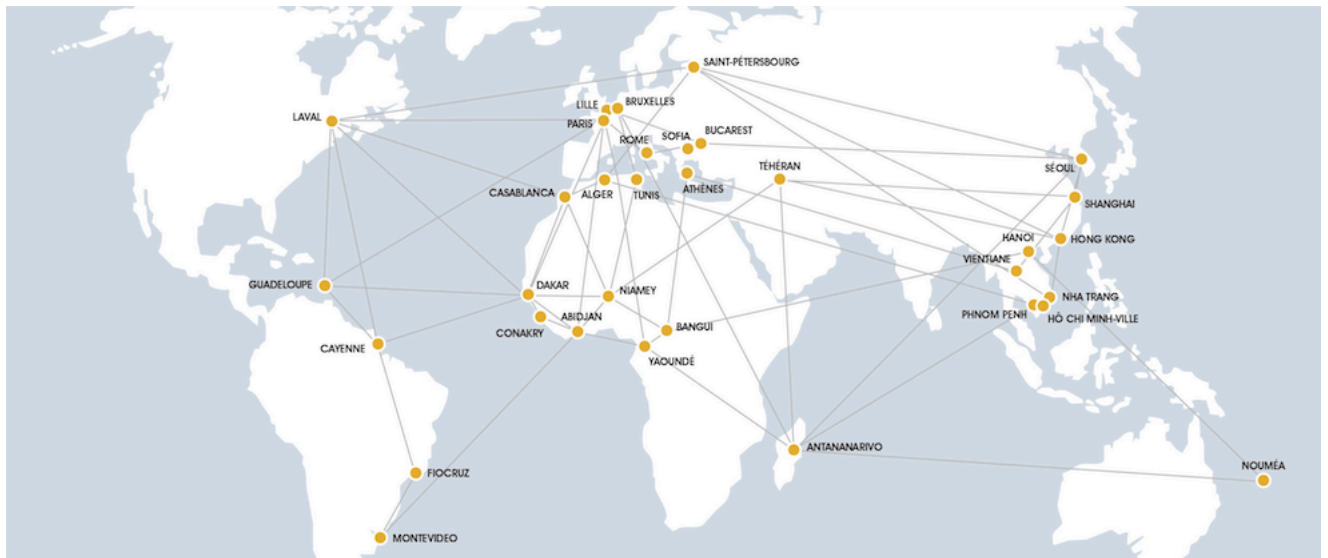 SAINT-PÉTERSBOURG
LILLE
BRUXELLES
LAVAL
PARIS
ROME
SOFIA
BUCAREST
SÉOUL
TÉHÉRAN
CASABLANCA
ALGER
TUNIS
ATHÈNES
SHANGHAI
HANOÏ
HONG KONG
VIENTIANE
GUADELOUPE
DAKAR
NIAMEY
NHA TRANG
PHNOM PENH
HÔ CHI MINH-VILLE
CONAKRY
ABIDJAN
BANGUI
CAYENNE
YAOUNDÉ
ANTANANARIVO
NOUMÉA
FIOCRUZ
MONTEVIDEO